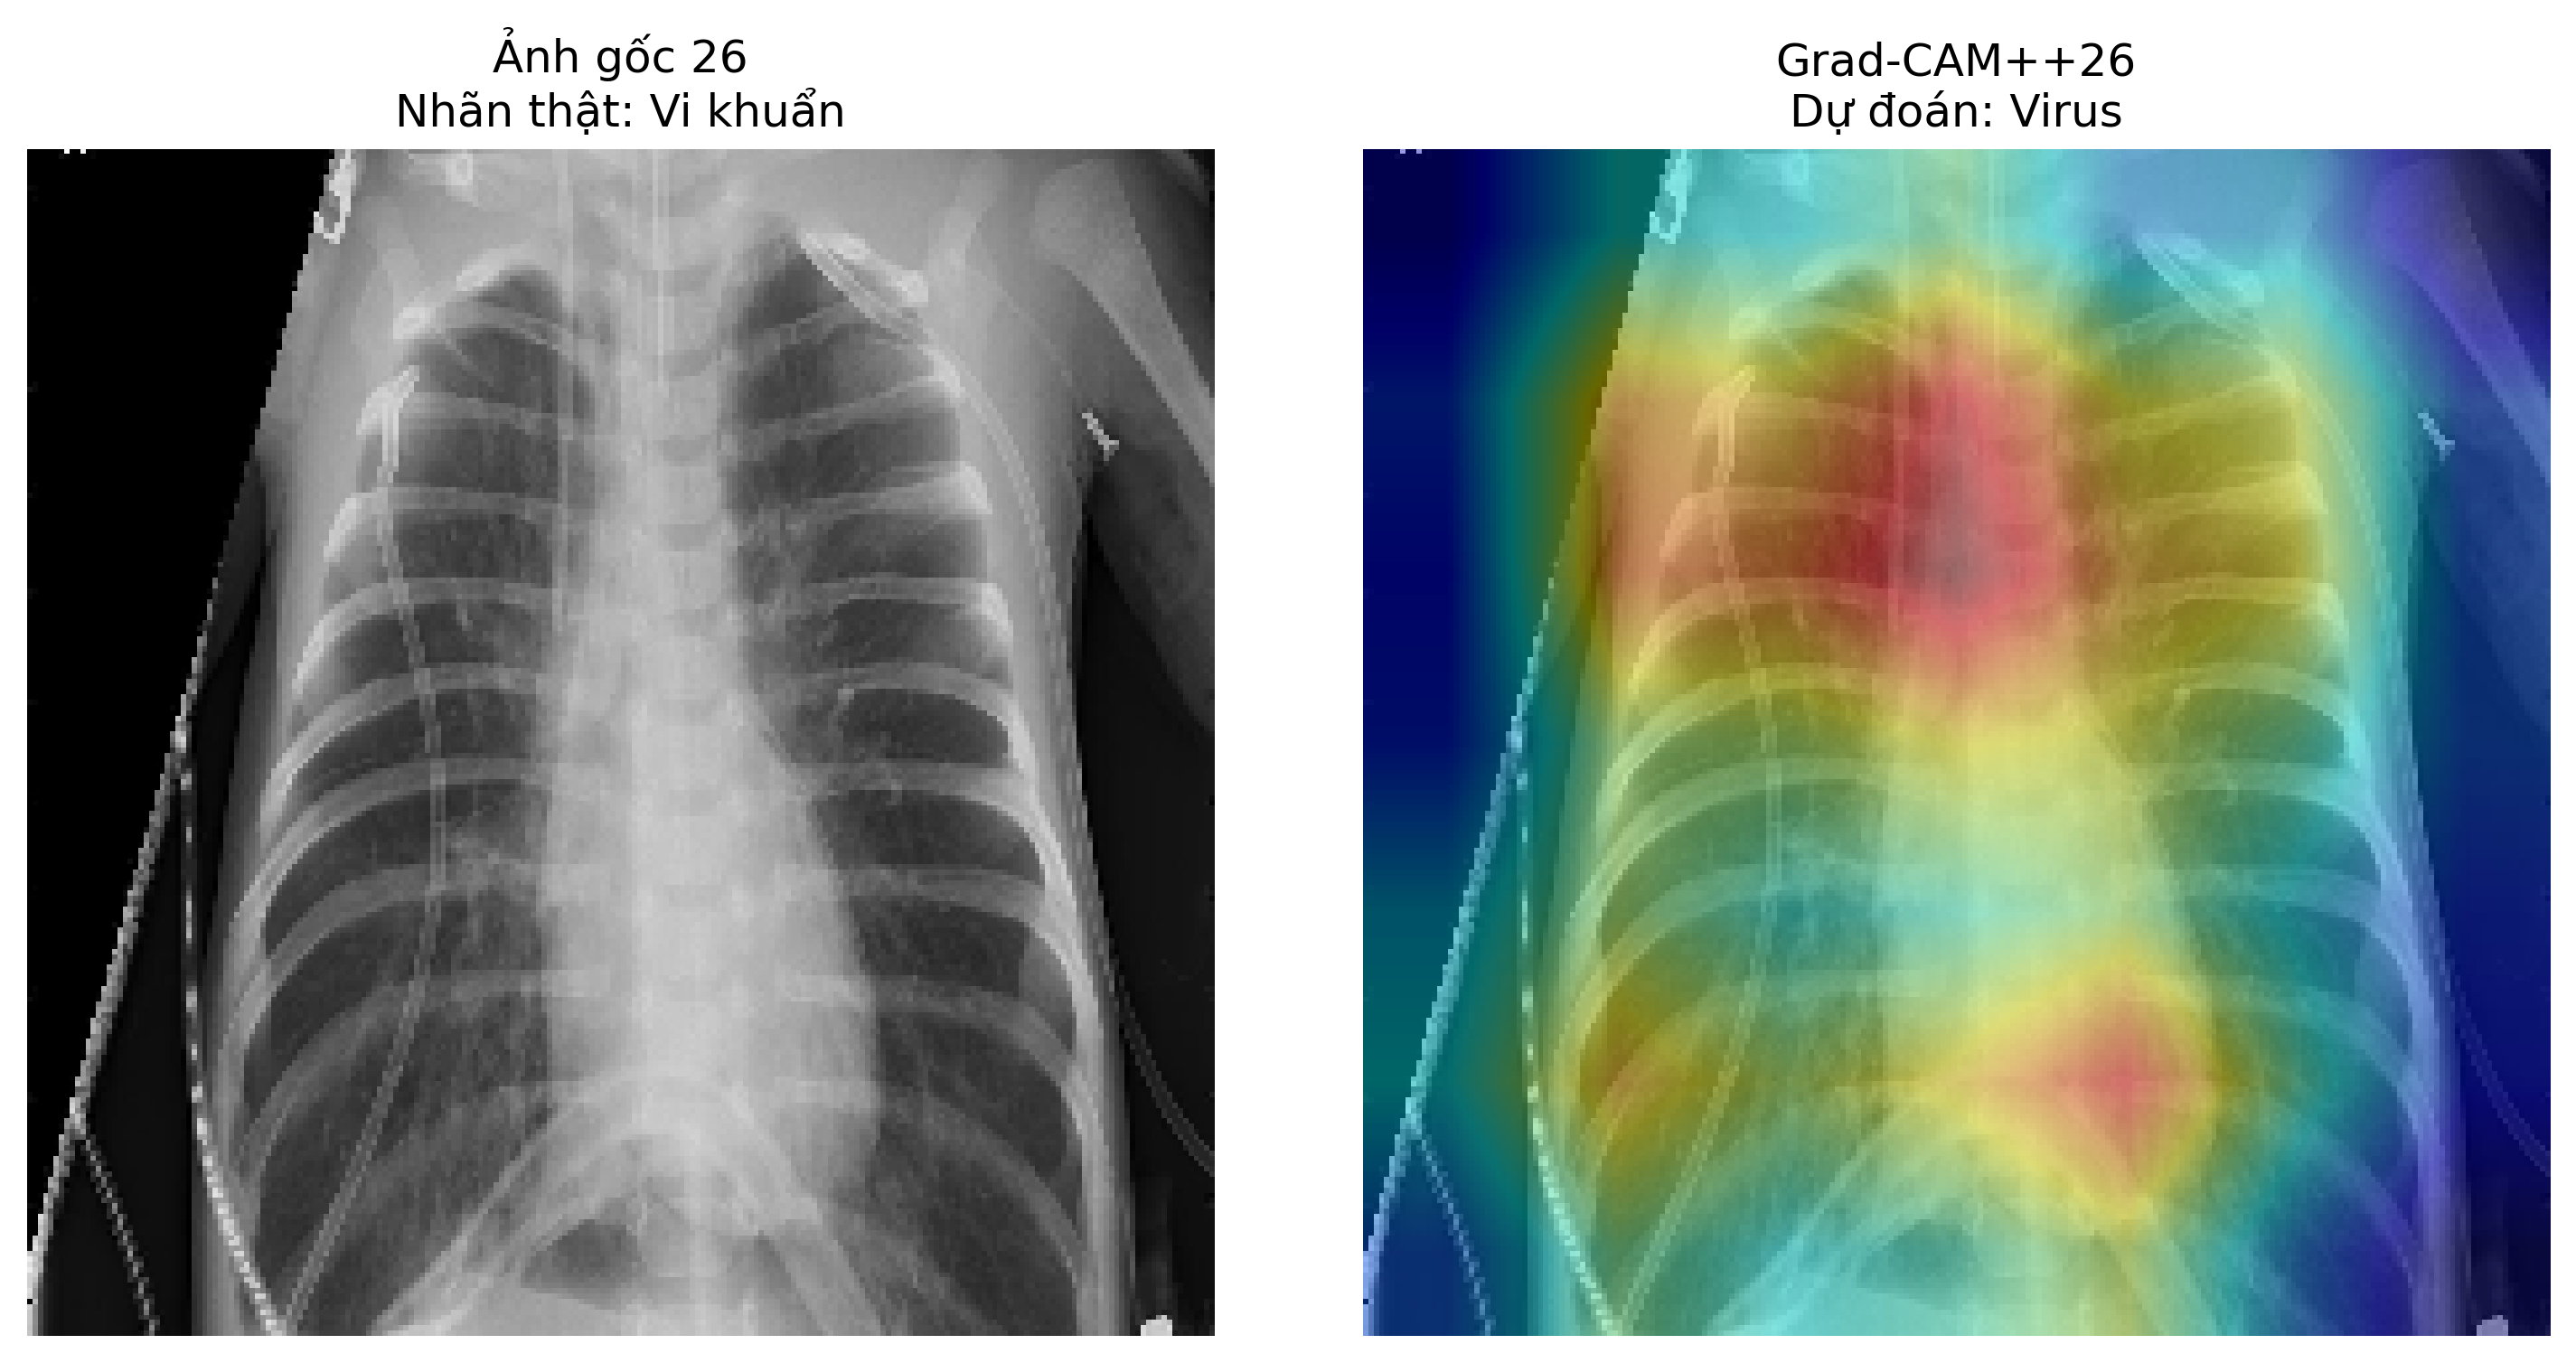 Ảnh gốc 26
Nhãn thật: Vi khuẩn
Grad-CAM++26
Dự đoán: Virus